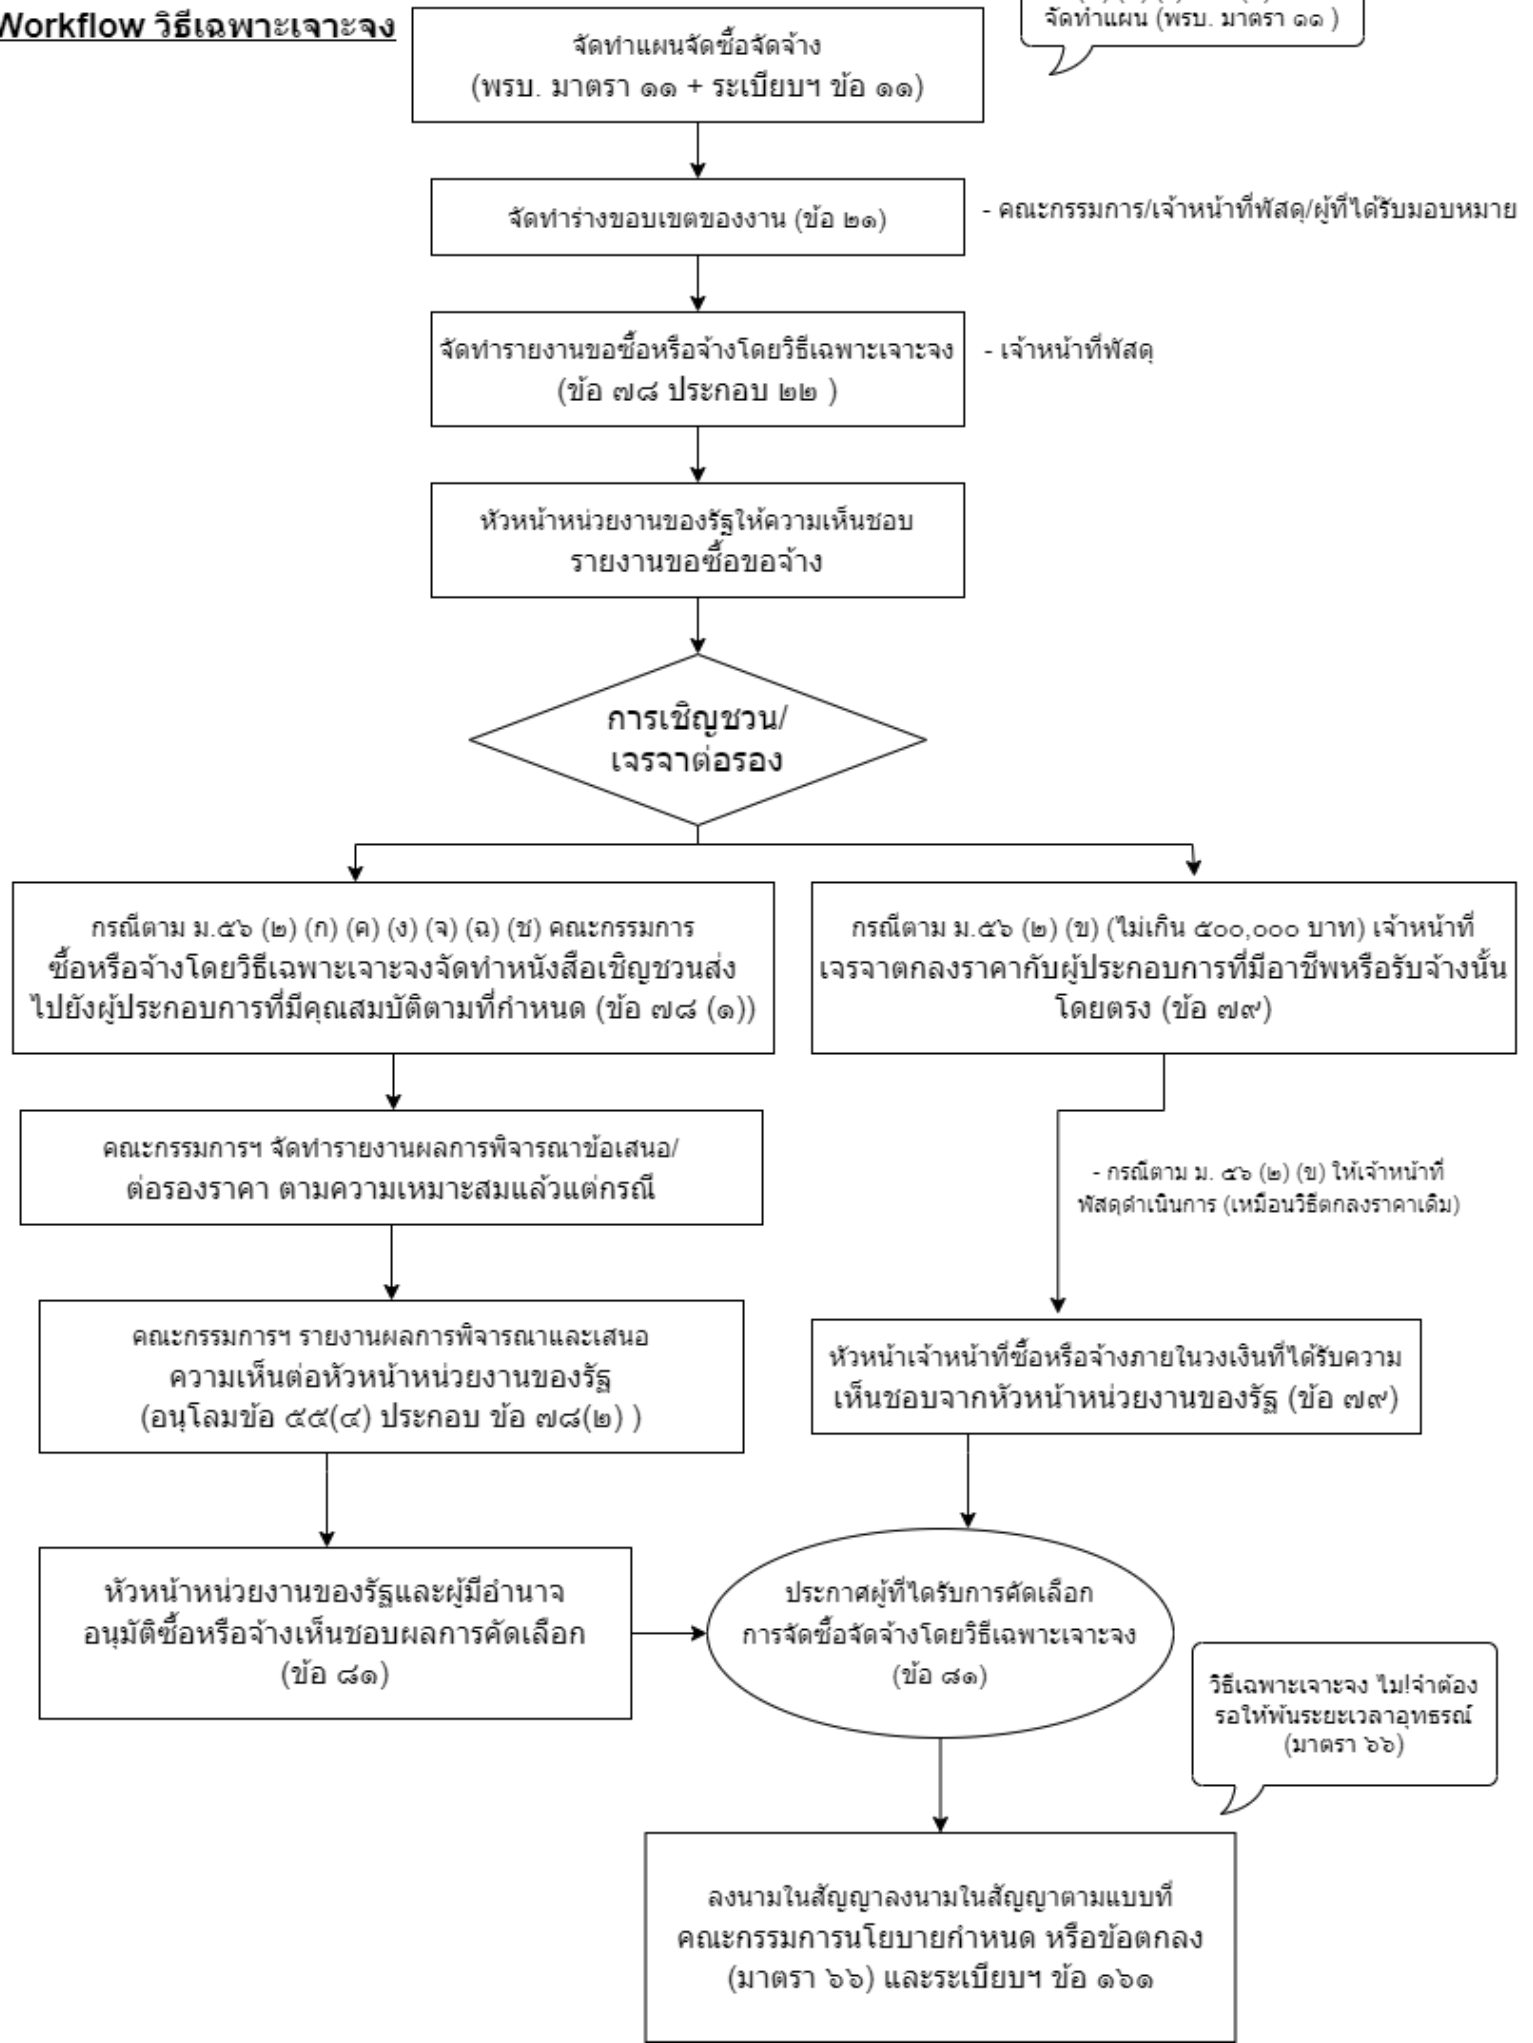 Workflow วิธีเฉพาะเจาะจง
จัดทำแผน (พรบ. มาตรา ๑๑ )
จัดทำแผนจัดซื้อจัดจ้าง
(พรบ. มาตรา ๑๑ + ระเบียบฯ ข้อ ๑๑)
จัดทำร่างขอบเขตของงาน (ข้อ ๒๑)
- คณะกรรมการ/เจ้าหน้าที่พัสดุ/ผู้ที่ได้รับมอบหมาย
จัดทำรายงานขอซื้อหรือจ้างโดยวิธีเฉพาะเจาะจง
(ข้อ ๗๘ ประกอบ ๒๒ )
- เจ้าหน้าที่พัสดุ
หัวหน้าหน่วยงานของรัฐให้ความเห็นชอบ
รายงานขอซื้อขอจ้าง
การเชิญชวน/
เจรจาต่อรอง
กรณีตาม ม.๕๖ (๒) (ก) (ค) (ง) (จ) (ฉ) (ช) คณะกรรมการ
ซื้อหรือจ้างโดยวิธีเฉพาะเจาะจงจัดทำหนังสือเชิญชวนส่ง
ไปยังผู้ประกอบการที่มีคุณสมบัติตามที่กำหนด (ข้อ ๗๘ (๑))
กรณีตาม ม.๕๖ (๒) (ข) (ไม่เกิน ๕๐๐,๐๐๐ บาท) เจ้าหน้าที่
เจรจาตกลงราคากับผู้ประกอบการที่มีอาชีพหรือรับจ้างนั้น
โดยตรง (ข้อ ๗๙)
คณะกรรมการฯ จัดทำรายงานผลการพิจารณาข้อเสนอ/
ต่อรองราคา ตามความเหมาะสมแล้วแต่กรณี
- กรณีตาม ม. ๕๖ (๒) (ข) ให้เจ้าหน้าที่
พัสดุดำเนินการ (เหมือนวิธีตกลงราคาเดิม)
คณะกรรมการฯ รายงานผลการพิจารณาและเสนอ
ความเห็นต่อหัวหน้าหน่วยงานของรัฐ
(อนุโลมข้อ ๕๕(๔) ประกอบ ข้อ ๗๘(๒) )
หัวหน้าเจ้าหน้าที่ซื้อหรือจ้างภายในวงเงินที่ได้รับความ
เห็นชอบจากหัวหน้าหน่วยงานของรัฐ (ข้อ ๗๙)
หัวหน้าหน่วยงานของรัฐและผู้มีอำนาจ
อนุมัติซื้อหรือจ้างเห็นชอบผลการคัดเลือก
(ข้อ ๘๑)
ประกาศผู้ที่ไดรับการคัดเลือก
การจัดซื้อจัดจ้างโดยวิธีเฉพาะเจาะจง
(ข้อ ๘๑)
วิธีเฉพาะเจาะจง ไม!จำต้อง
รอให้พ้นระยะเวลาอุทธรณ์
(มาตรา ๖๖)
ลงนามในสัญญาลงนามในสัญญาตามแบบที่
คณะกรรมการนโยบายกำหนด หรือข้อตกลง
(มาตรา ๖๖) และระเบียบฯ ข้อ ๑๖๑